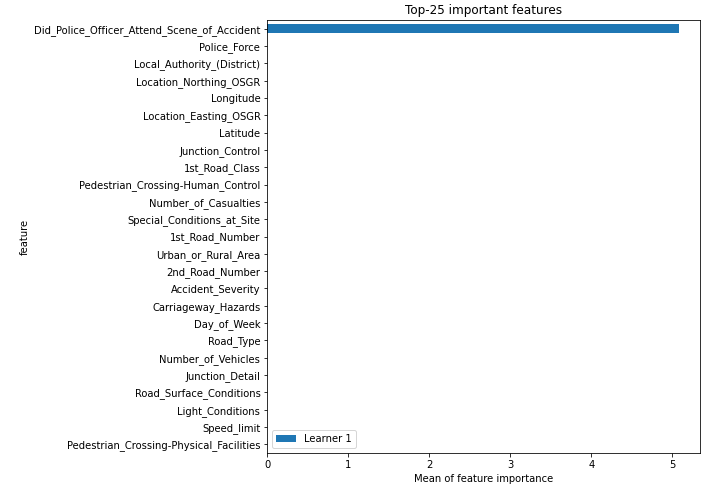 Top-25 important features
Did_Police_Officer_Attend_Scene_of_Accident
Police_Force
Local_Authority_(District)
Location_Northing_OSGR
Longitude
Location_Easting_OSGR
Latitude
Junction_Control
1st_Road_Class
Pedestrian_Crossing-Human_Control
Number_of_Casualties
Special_Conditions_at_Site
1st_Road_Number
Urban_or_Rural_Area
2nd_Road_Number
Accident_Severity
Carriageway_Hazards
Day_of_Week
Road_Type
Number_of_Vehicles
Junction_Detail
Road_Surface_Conditions
Light_Conditions
Speed_limit
Pedestrian_Crossing-Physical_Facilities
feature
Learner 1
0 1 2 3 4 5
Mean of feature importance